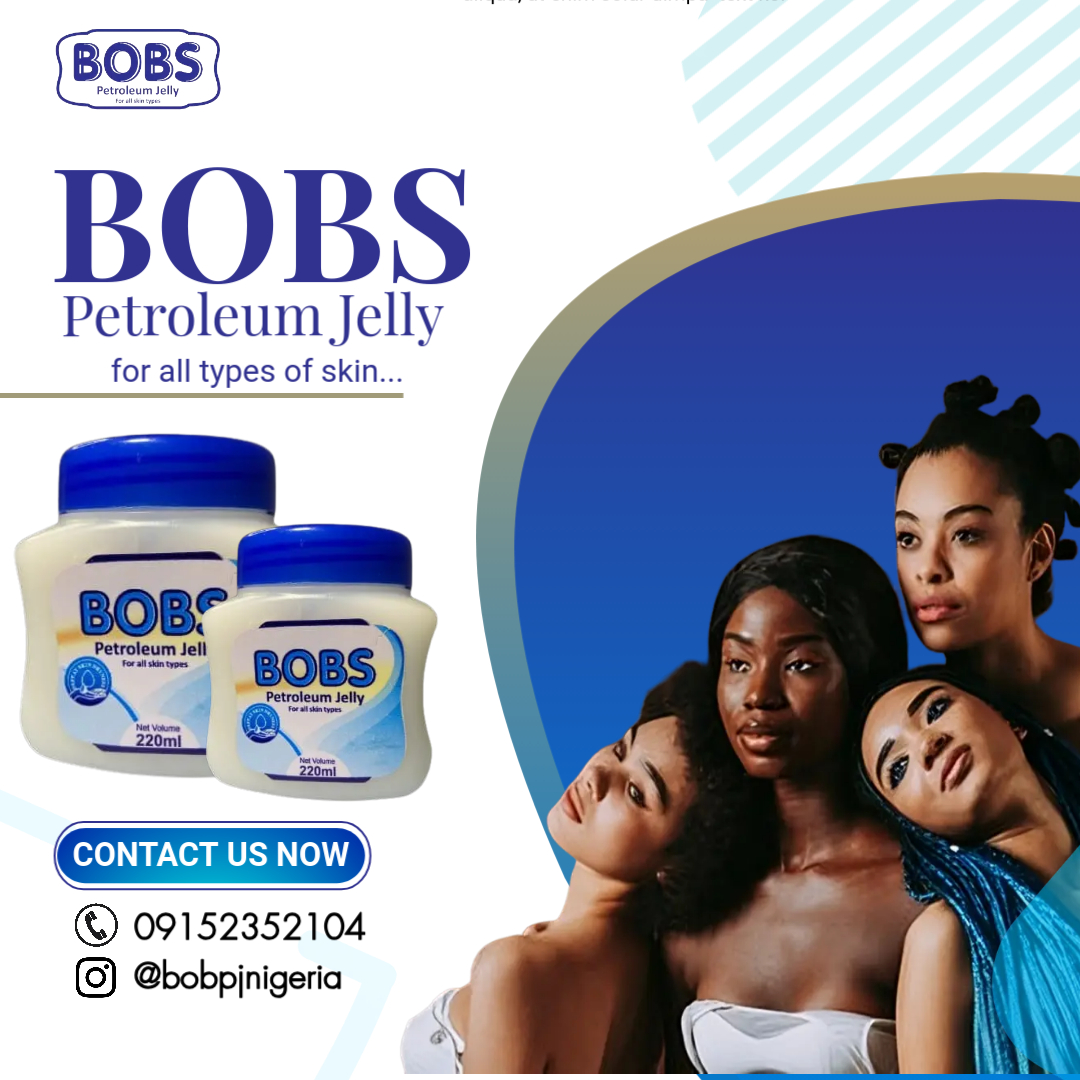 BOBS
Petroleum Jelly
For all skin types
BOBS
Petroleum Jelly
for all types of skin...
BOBS
Petroleum Jell
For all skin types
Net Volume
220ml
BOBS
Petroleum Jelly
For all skin types
Net Volume
220ml
CONTACT US NOW
09152352104
@bobpjnigeria